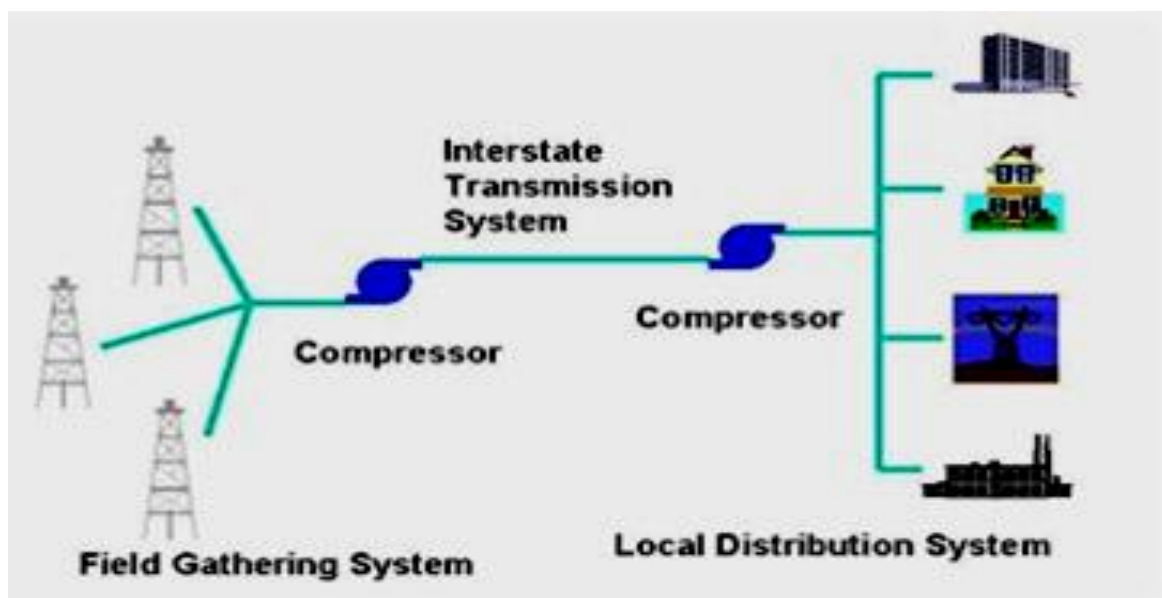 Interstate
Transmission
System
Compressor
Compressor
Field Gathering System
Local Distribution System